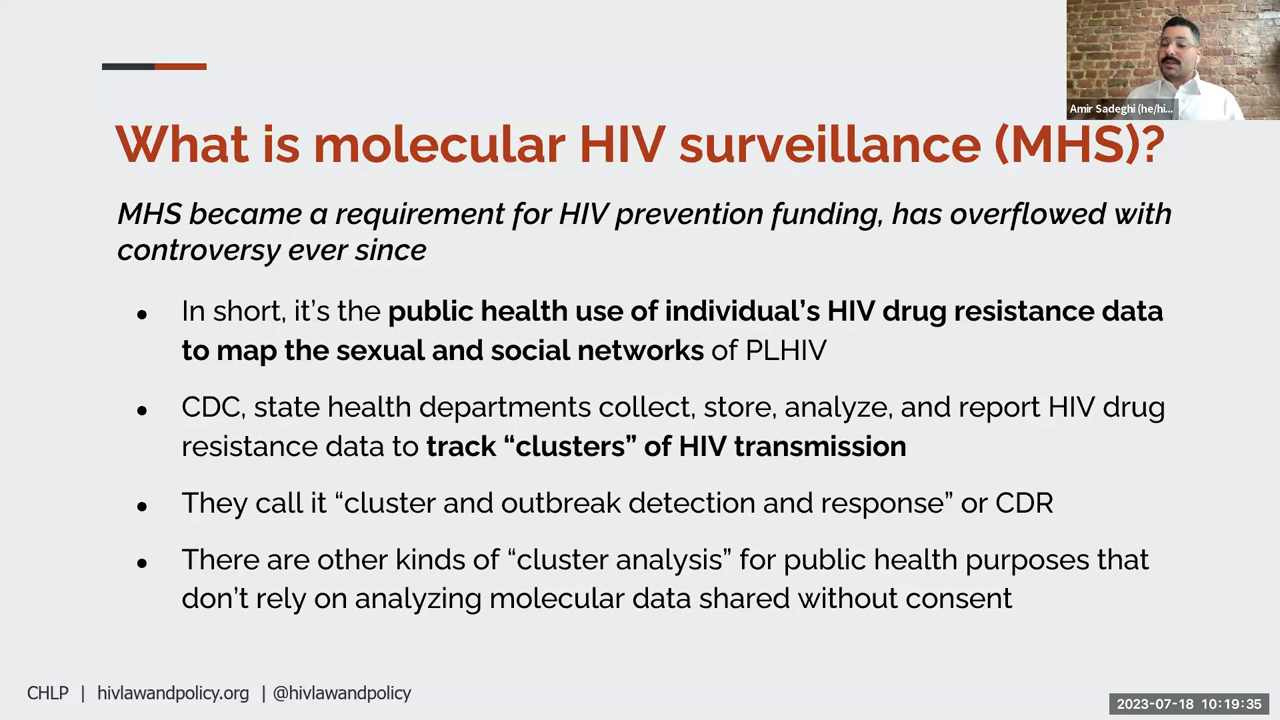 Amir Sadeghi (he/hi...
What is molecular HIV surveillance (MHS)?
MHS became a requirement for HIV prevention funding, has overflowed with
controversy ever since
● In short, it’s the public health use of individual’s HIV drug resistance data
to map the sexual and social networks of PLHIV
● CDC, state health departments collect, store, analyze, and report HIV drug
resistance data to track “clusters” of HIV transmission
● They call it “cluster and outbreak detection and response” or CDR
● There are other kinds of “cluster analysis” for public health purposes that
don’t rely on analyzing molecular data shared without consent
CHLP | hivlawandpolicy.org | @hivlawandpolicy
2023-07-18 10:19:35